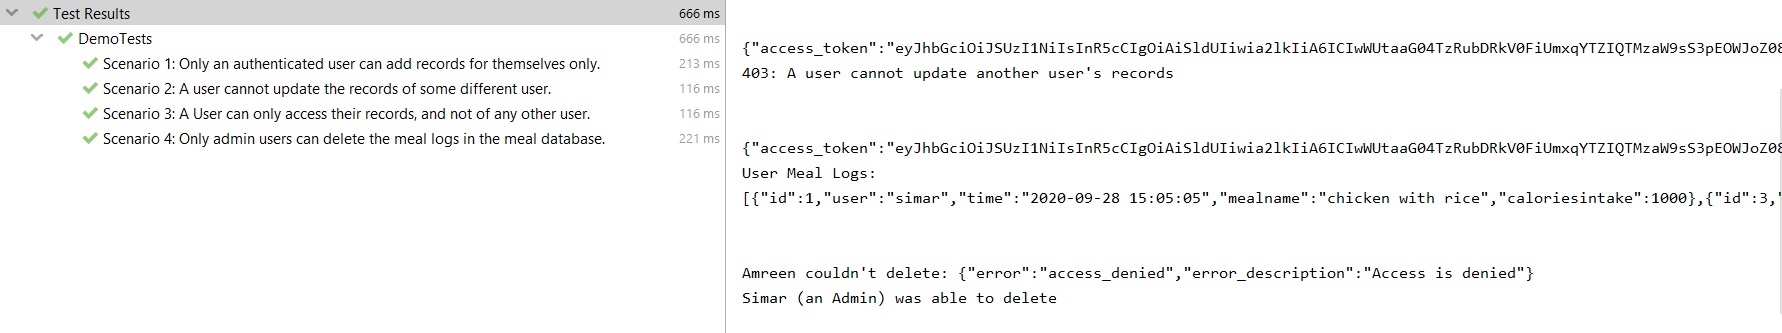 Test Results 666 ms
DemoTests 666 ms
Scenario 1: Only an authenticated user can add records for themselves only. 213 ms
Scenario 2: A User cannot update the records of some different user. 116 ms
Scenario 3: A User can only access their records, and not of any other user. 116 ms
Scenario 4: Only admin users can delete the meal logs in the meal database. 221 ms
{"access_token":"eyJhbGciOiJSUzI1NiIsInR5cCIgOiAiSldUIiwia2lkIiA6ICIwWUtaaG04TzRubDRkV0FiUmxqYTZIQTMzaW9sS3pEOWJoZ08
403: A user cannot update another user's records
{"access_token":"eyJhbGciOiJSUzI1NiIsInR5cCIgOiAiSldUIiwia2lkIiA6ICIwWUtaaG04TzRubDRkV0FiUmxqYTZIQTMzaW9sS3pEOWJoZ08
User Meal Logs:
[{"id":1,"user":"simar","time":"2020-09-28 15:05:05","mealname":"chicken with rice","caloriesintake":1000},{"id":3,"
Amreen couldn't delete: {"error":"access_denied","error_description":"Access is denied"}
Simar (an Admin) was able to delete